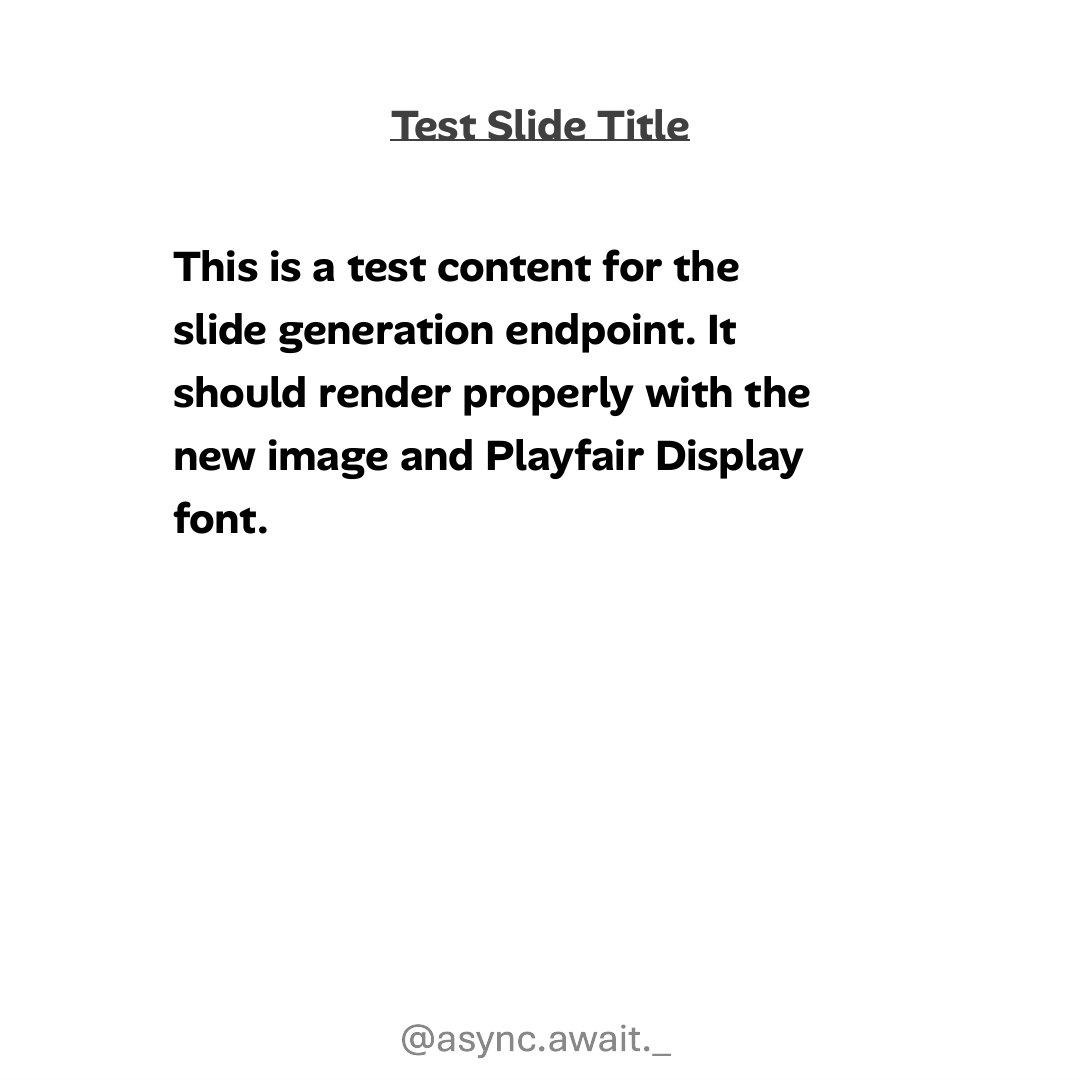 Test Slide Title
This is a test content for the
slide generation endpoint. It
should render properly with the
new image and Playfair Display
font.
@async.await._